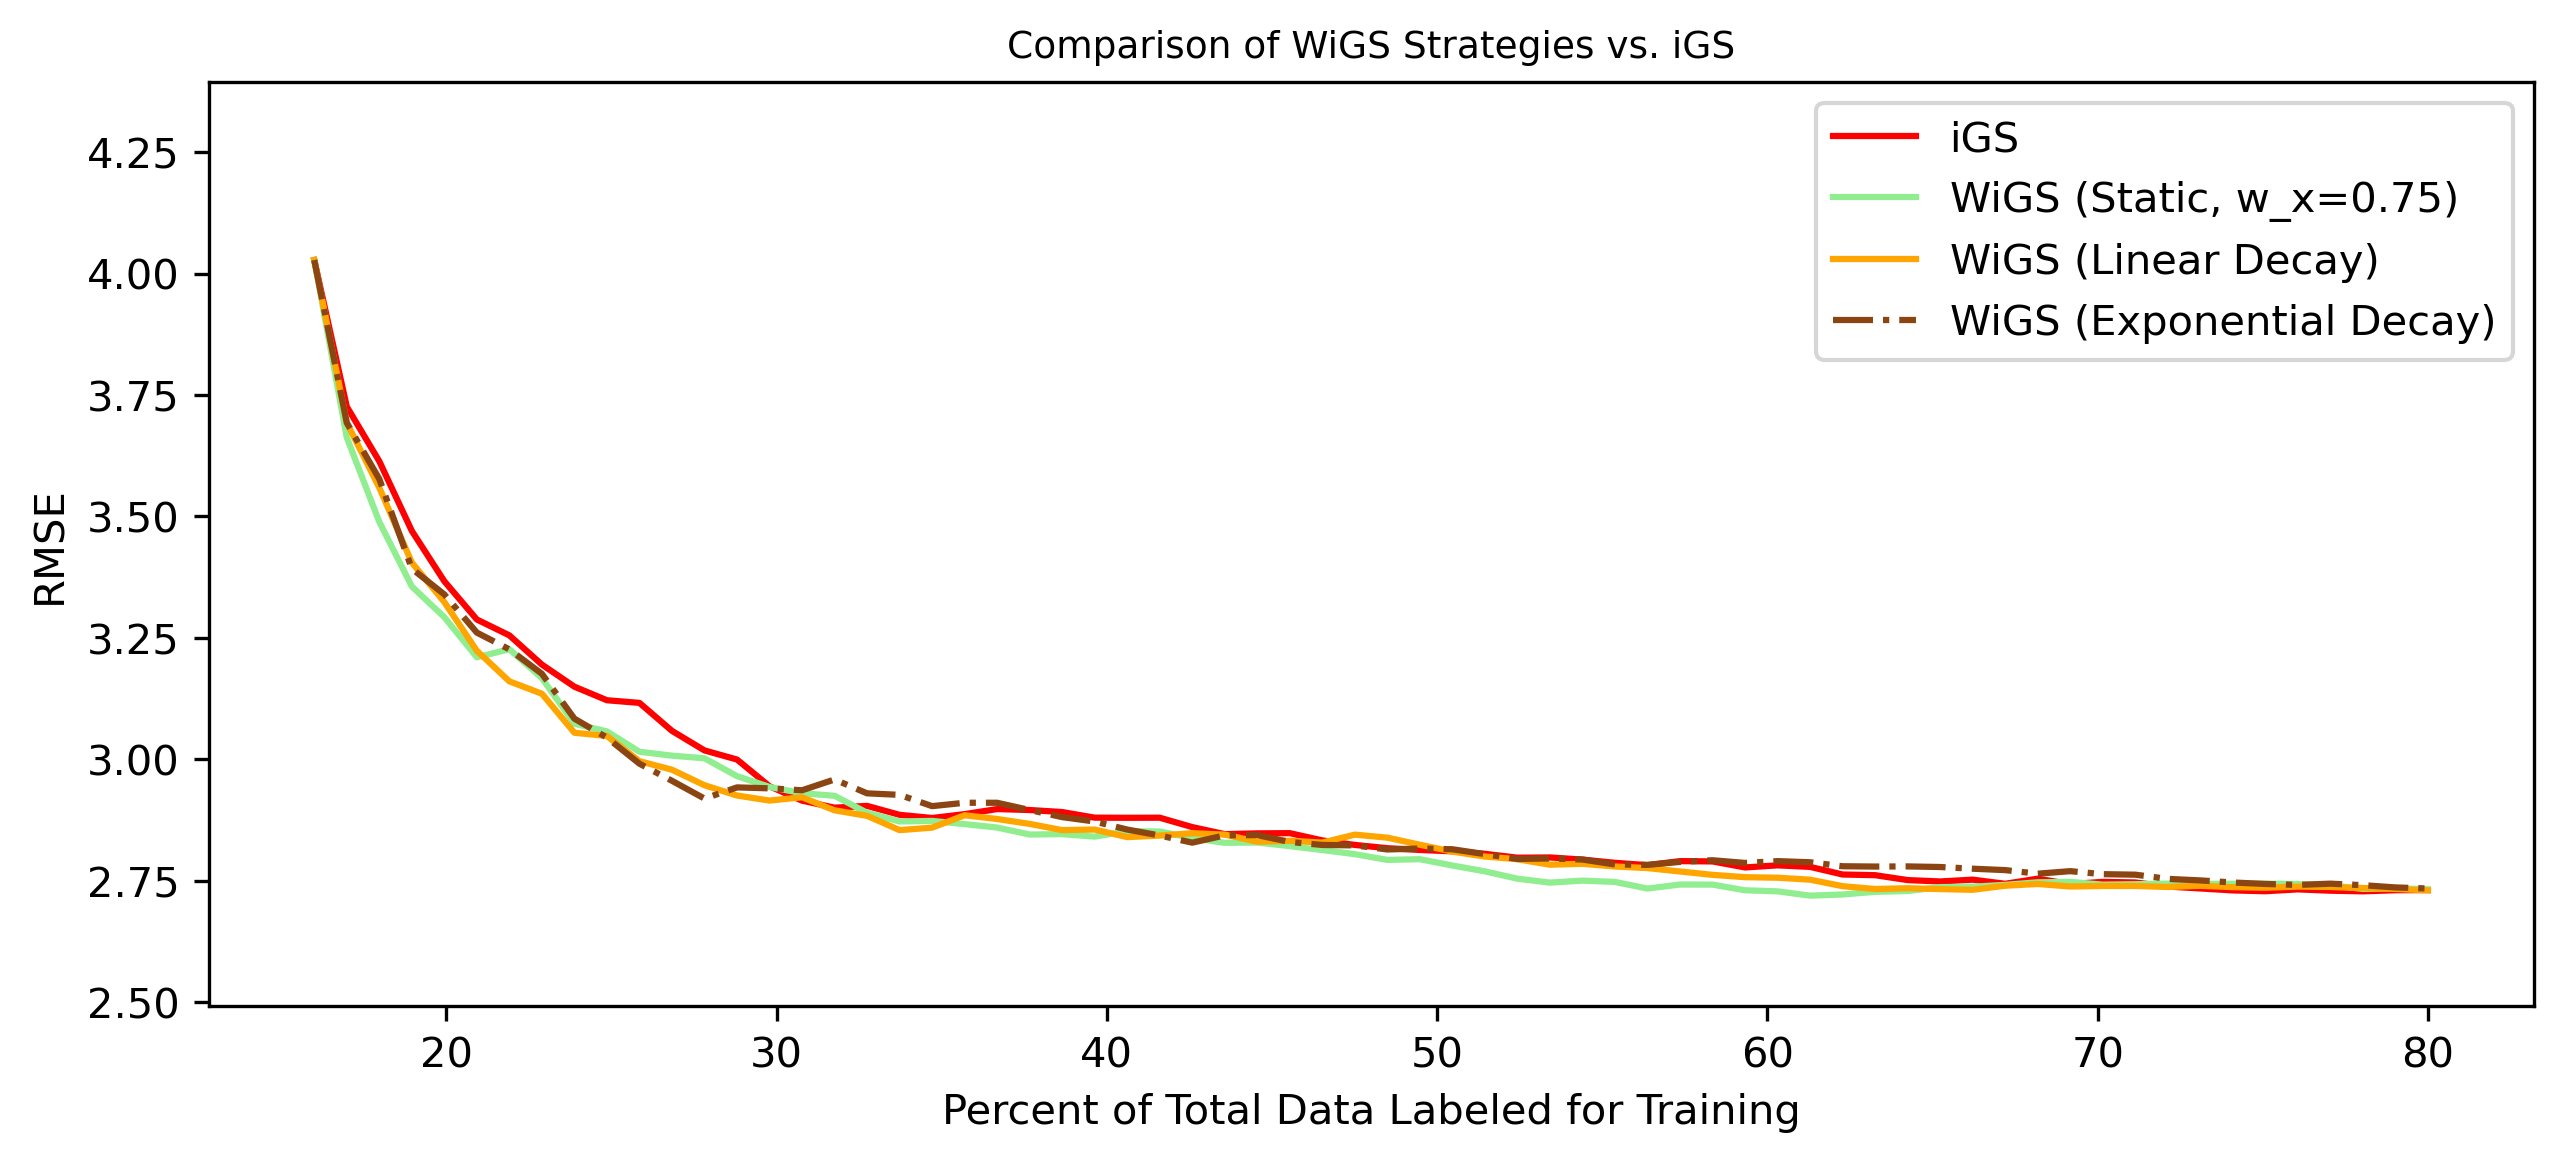 Comparison of WiGS Strategies vs. iGS
iGS
WiGS (Static, w_x=0.75)
WiGS (Linear Decay)
WiGS (Exponential Decay)
RMSE
4.25
4.00
3.75
3.50
3.25
3.00
2.75
2.50
20 30 40 50 60 70 80
Percent of Total Data Labeled for Training